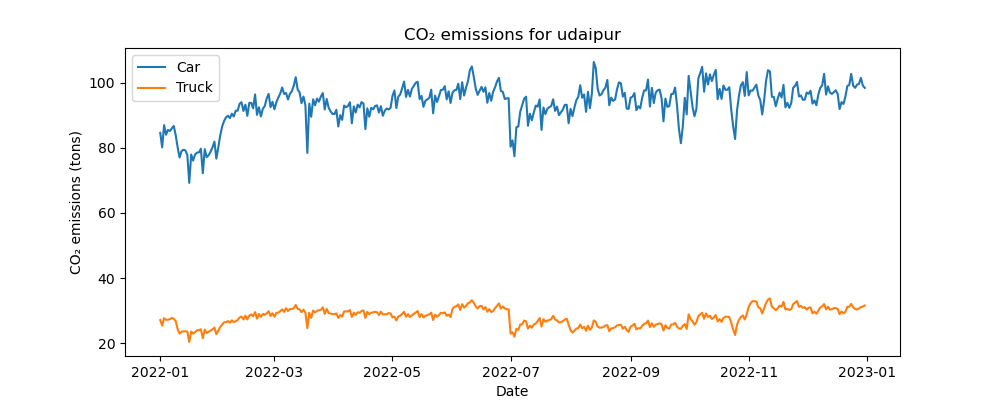 CO₂ emissions for udaipur
Car
Truck
CO₂ emissions (tons)
100
80
60
40
20
2022-01
2022-03
2022-05
2022-07
2022-09
2022-11
2023-01
Date